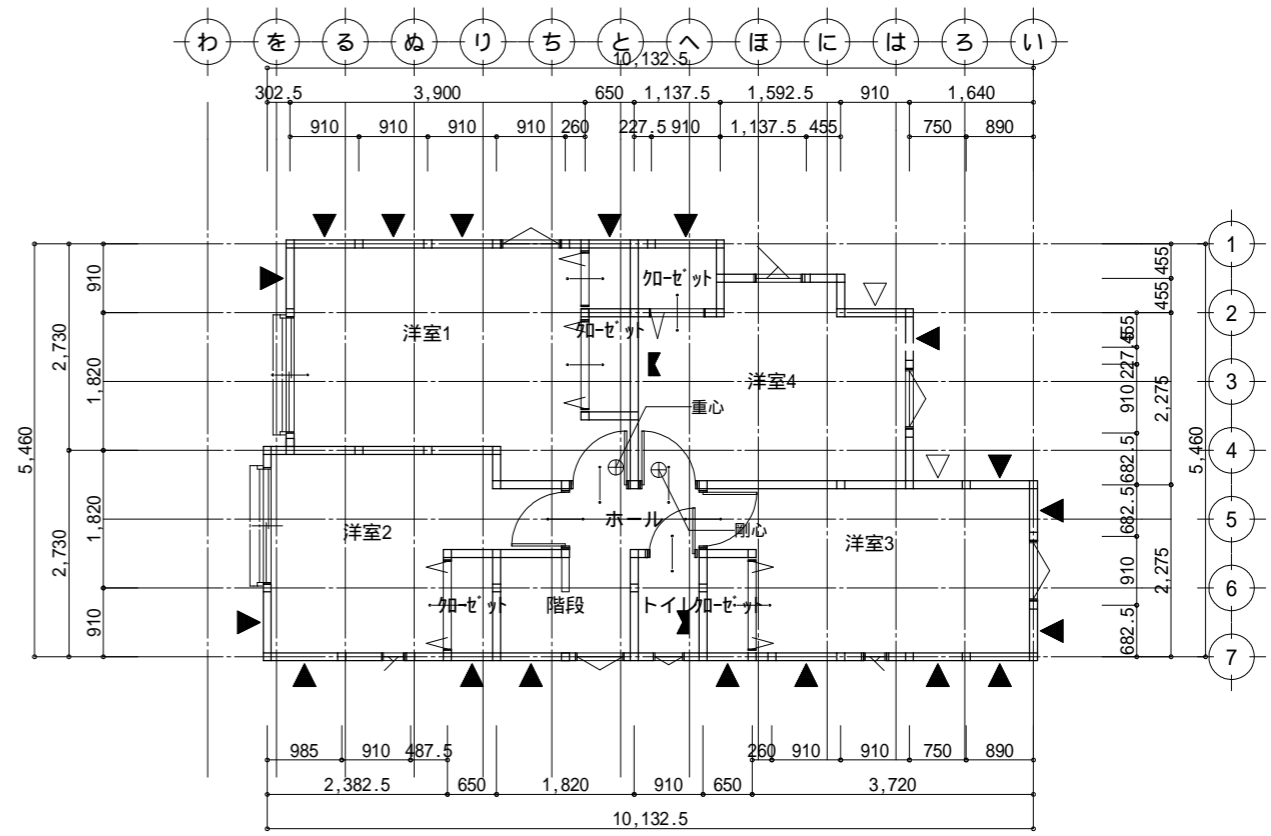 わ を る ぬ り ち と へ ほ に は ろ い
10,132.5
302.5 3,900 650 1,137.5 1,592.5 910 1,640
910 910 910 910 260 227.5 910 1,137.5 455 750 890
1
2
3
4
5
6
7
5,460
2,730
2,730
910
1,820
1,820
910
455
455
455
227.5
910
682.5
682.5
910
682.5
2,275
2,275
5,460
クローゼット
洋室1
クローゼット
洋室4
重心
ホール
剛心
洋室2
洋室3
クローゼット
階段
トイレ
クローゼット
985 910 487.5 260 910 910 750 890
2,382.5 650 1,820 910 650 3,720
10,132.5